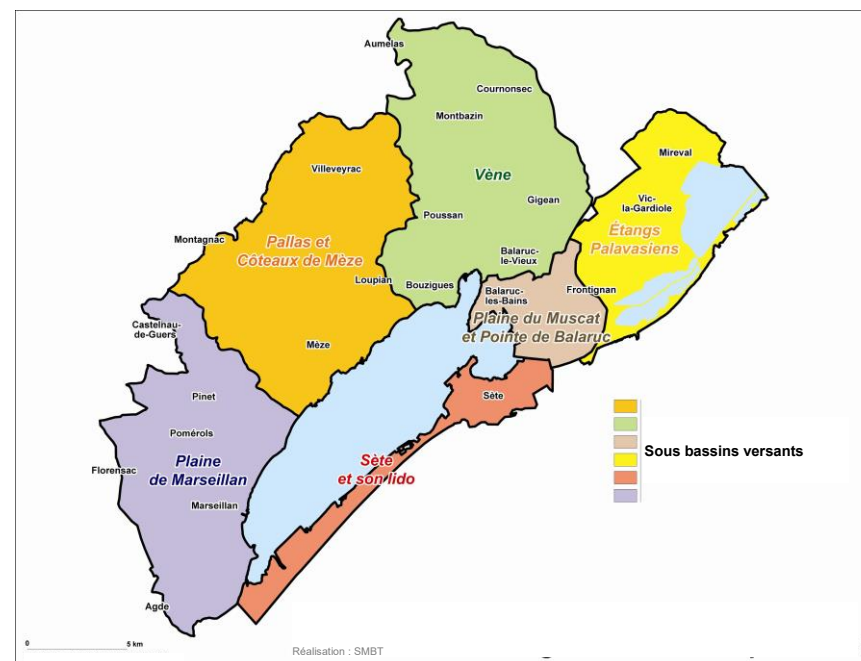 Aumelas
Cournonsec
Montbazin
Mireval
Villeveyrac
Vène
Gigean
Vic-
la-Gardiole
Poussan
Étangs
Palavasiens
Montagnac
Pallas et
Côteaux de Mèze
Balaruc-
le-Vieux
Loupian
Bouzigues
Balaruc-
les-Bains
Frontignan
Plaine du Muscat
et Pointe de Balaruc
Castelnau-
de-Guers
Mèze
Pinet
Sète
Pomérols
Sous bassins versants
Plaine
de Marseillan
Sète
et son lido
Florensac
Marseillan
Agde
0
5 km
Réalisation : SMBT